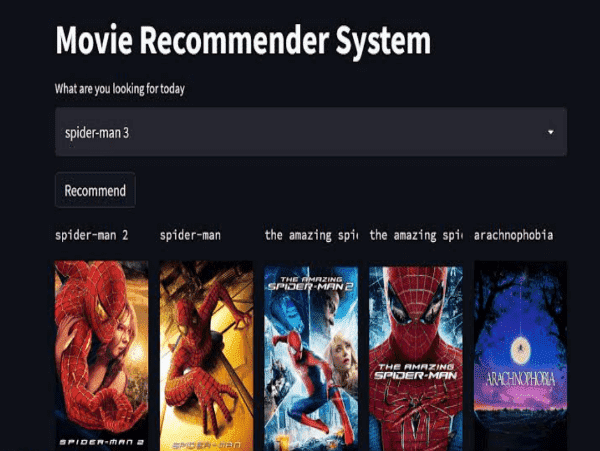 Movie Recommender System
What are you looking for today
spider-man 3
Recommend
spider-man 2
spider-man
the amazing spi
the amazing spi
arachnophobia
SPIDER-MAN 2
SPIDER-MAN
THE AMAZING
SPIDER-MAN 2
THE AMAZING
SPIDER-MAN
ARACHNOPHOBIA